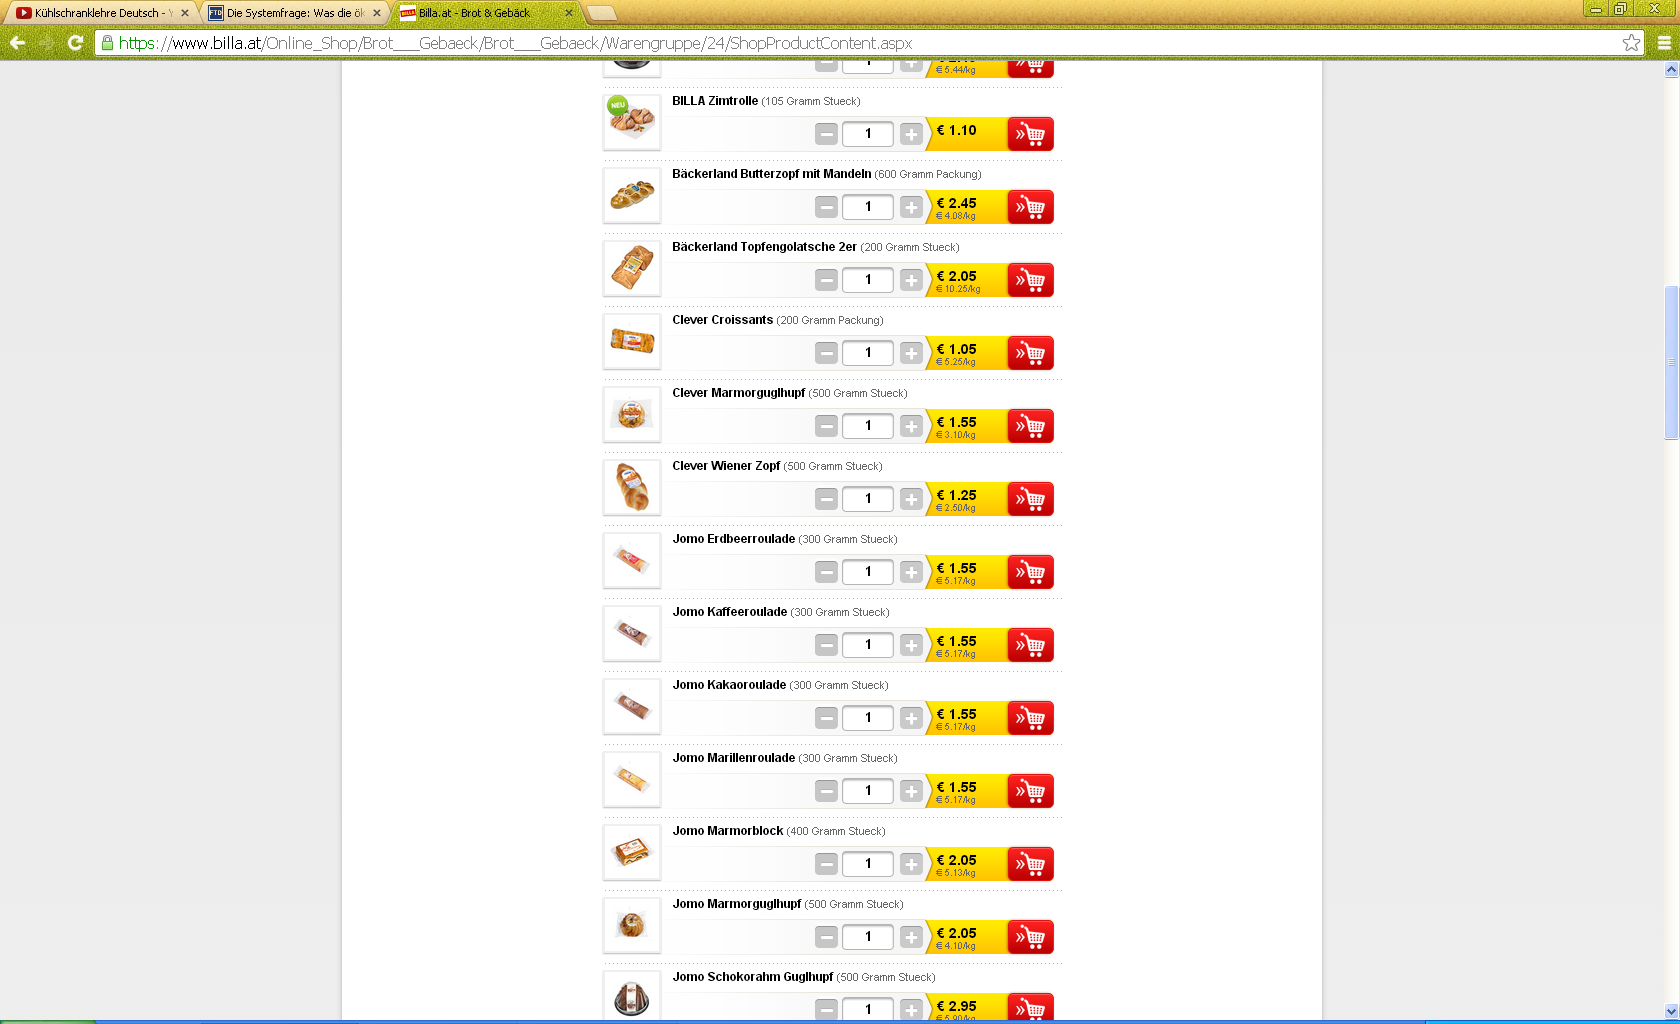 Kühlschranklehre Deutsch - Y
Die Systemfrage: Was die ök
Billa.at - Brot & Gebäck
https://www.billa.at/Online_Shop/Brot___Gebaeck/Brot___Gebaeck/Warengruppe/24/ShopProductContent.aspx
1
€ 5.44/kg
NEU
BILLA Zimtrolle (105 Gramm Stueck)
1 € 1.10
Bäckerland Butterzopf mit Mandeln (600 Gramm Packung)
1 € 2.45
€ 4.08/kg
Bäckerland Topfengolatsche 2er (200 Gramm Stueck)
1 € 2.05
€ 10.25/kg
Clever Croissants (200 Gramm Packung)
1 € 1.05
€ 5.25/kg
Clever Marmorguglhupf (500 Gramm Stueck)
1 € 1.55
€ 3.10/kg
Clever Wiener Zopf (500 Gramm Stueck)
1 € 1.25
€ 2.50/kg
Jomo Erdbeerroulade (300 Gramm Stueck)
1 € 1.55
€ 5.17/kg
Jomo Kaffeeroulade (300 Gramm Stueck)
1 € 1.55
€ 5.17/kg
Jomo Kakaoroulade (300 Gramm Stueck)
1 € 1.55
€ 5.17/kg
Jomo Marillenroulade (300 Gramm Stueck)
1 € 1.55
€ 5.17/kg
Jomo Marmorblock (400 Gramm Stueck)
1 € 2.05
€ 5.13/kg
Jomo Marmorguglhupf (500 Gramm Stueck)
1 € 2.05
€ 4.10/kg
Jomo Schokorahm Guglhupf (500 Gramm Stueck)
1 € 2.95
€ 5.90/kg